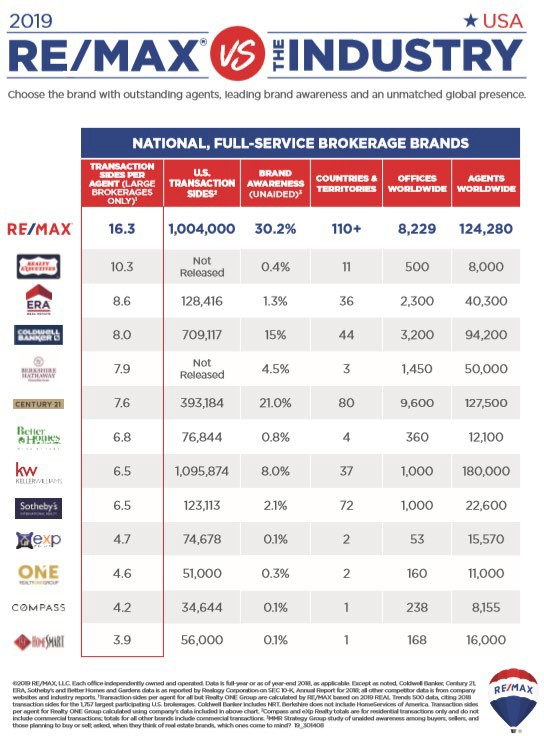 2019
★ USA
RE/MAX® VS THE INDUSTRY
Choose the brand with outstanding agents, leading brand awareness and an unmatched global presence.
NATIONAL, FULL-SERVICE BROKERAGE BRANDS
TRANSACTION SIDES PER AGENT (LARGE BROKERAGES ONLY)¹ U.S. TRANSACTION SIDES² BRAND AWARENESS (UNAIDED)³ COUNTRIES & TERRITORIES OFFICES WORLDWIDE AGENTS WORLDWIDE
RE/MAX 16.3 1,004,000 30.2% 110+ 8,229 124,280
REALTY EXECUTIVES 10.3 Not Released 0.4% 11 500 8,000
ERA REAL ESTATE 8.6 128,416 1.3% 36 2,300 40,300
COLDWELL BANKER 8.0 709,117 15% 44 3,200 94,200
BERKSHIRE HATHAWAY HomeServices 7.9 Not Released 4.5% 3 1,450 50,000
CENTURY 21 7.6 393,184 21.0% 80 9,600 127,500
Better Homes 6.8 76,844 0.8% 4 360 12,100
kw KELLERWILLIAMS 6.5 1,095,874 8.0% 37 1,000 180,000
Sotheby's INTERNATIONAL REALTY 6.5 123,113 2.1% 72 1,000 22,600
exp 4.7 74,678 0.1% 2 53 15,570
ONE REALTYONEGROUP 4.6 51,000 0.3% 2 160 11,000
COMPASS 4.2 34,644 0.1% 1 238 8,155
HOMESMART 3.9 56,000 0.1% 1 168 16,000
©2019 RE/MAX, LLC. Each office independently owned and operated. Data is full-year or as of year-end 2018, as applicable. Except as noted, Coldwell Banker, Century 21,
ERA, Sotheby's and Better Homes and Gardens data is as reported by Realogy Corporation on SEC 10-K, Annual Report for 2018; all other competitor data is from company
websites and industry reports. ¹Transaction sides per agent for all but Realty ONE Group are calculated by RE/MAX based on 2019 REAL Trends 500 data, citing 2018
transaction sides for the 1,757 largest participating U.S. brokerages. Coldwell Banker includes NRT. Berkshire does not include HomeServices of America. Transaction sides
per agent for Realty ONE Group calculated using company's data included in above chart. ²Compass and eXp Realty totals are for residential transactions only and do not
include commercial transactions; totals for all other brands include commercial transactions. ³MMR Strategy Group study of unaided awareness among buyers, sellers, and
those planning to buy or sell; asked, when they think of real estate brands, which ones come to mind? 19_301408
RE/MAX